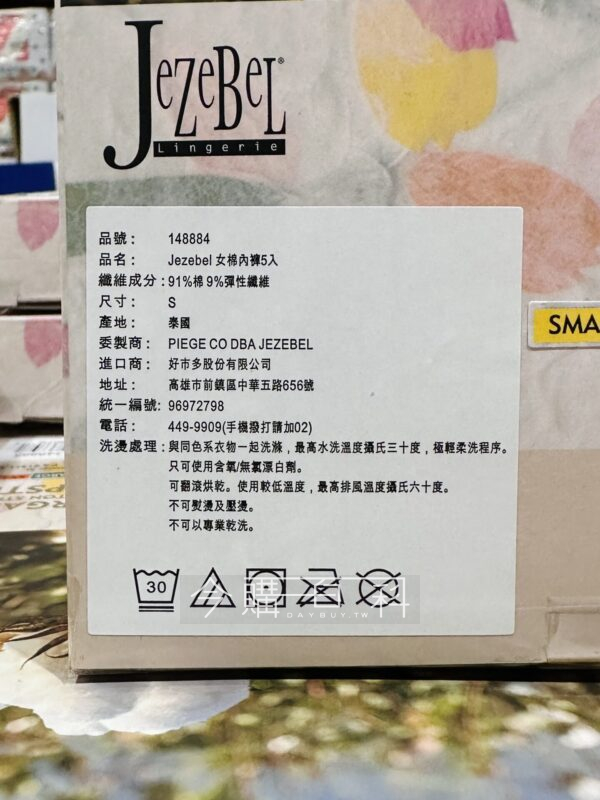 JEZEBEL®
Lingerie
品號： 148884
品名： Jezebel 女棉內褲5入
纖維成分：91%棉 9%彈性纖維
尺寸： S
產地： 泰國
委製商： PIEGE CO DBA JEZEBEL
進口商： 好市多股份有限公司
地址： 高雄市前鎮區中華五路656號
統一編號: 96972798
電話： 449-9909(手機撥打請加02)
洗燙處理：與同色系衣物一起洗滌，最高水洗溫度攝氏三十度，極輕柔洗程序。
只可使用含氧/無氯漂白劑。
可翻滾烘乾。使用較低溫度，最高排風溫度攝氏六十度。
不可熨燙及壓燙。
不可以專業乾洗。
30
今購百科
DAYBUY.TW
SMA